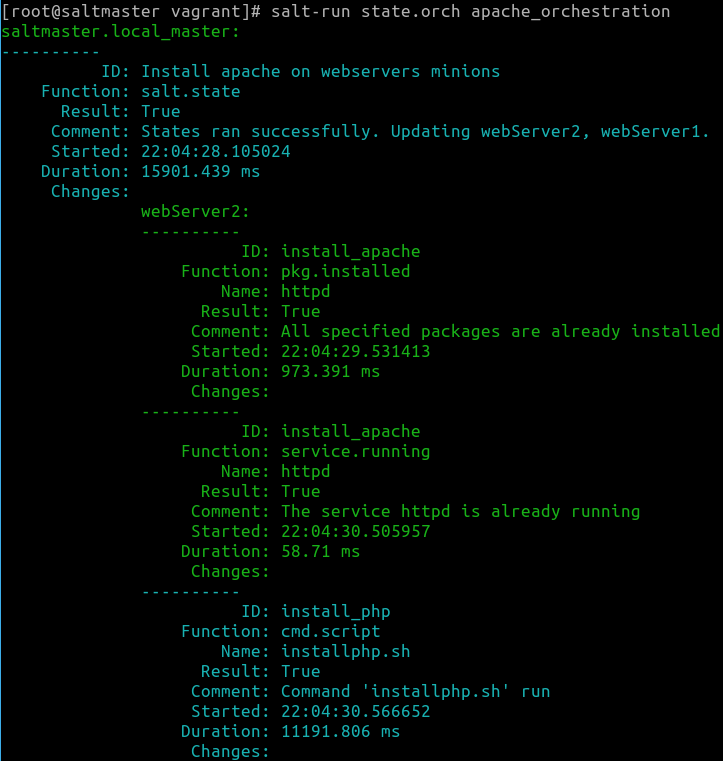 [root@saltmaster vagrant]# salt-run state.orch apache_orchestration
saltmaster.local_master:
----------
          ID: Install apache on webservers minions
    Function: salt.state
      Result: True
     Comment: States ran successfully. Updating webServer2, webServer1.
     Started: 22:04:28.105024
    Duration: 15901.439 ms
     Changes:
              webServer2:
              ----------
                        ID: install_apache
                  Function: pkg.installed
                      Name: httpd
                    Result: True
                   Comment: All specified packages are already installed
                   Started: 22:04:29.531413
                  Duration: 973.391 ms
                   Changes:
              ----------
                        ID: install_apache
                  Function: service.running
                      Name: httpd
                    Result: True
                   Comment: The service httpd is already running
                   Started: 22:04:30.505957
                  Duration: 58.71 ms
                   Changes:
              ----------
                        ID: install_php
                  Function: cmd.script
                      Name: installphp.sh
                    Result: True
                   Comment: Command 'installphp.sh' run
                   Started: 22:04:30.566652
                  Duration: 11191.806 ms
                   Changes: